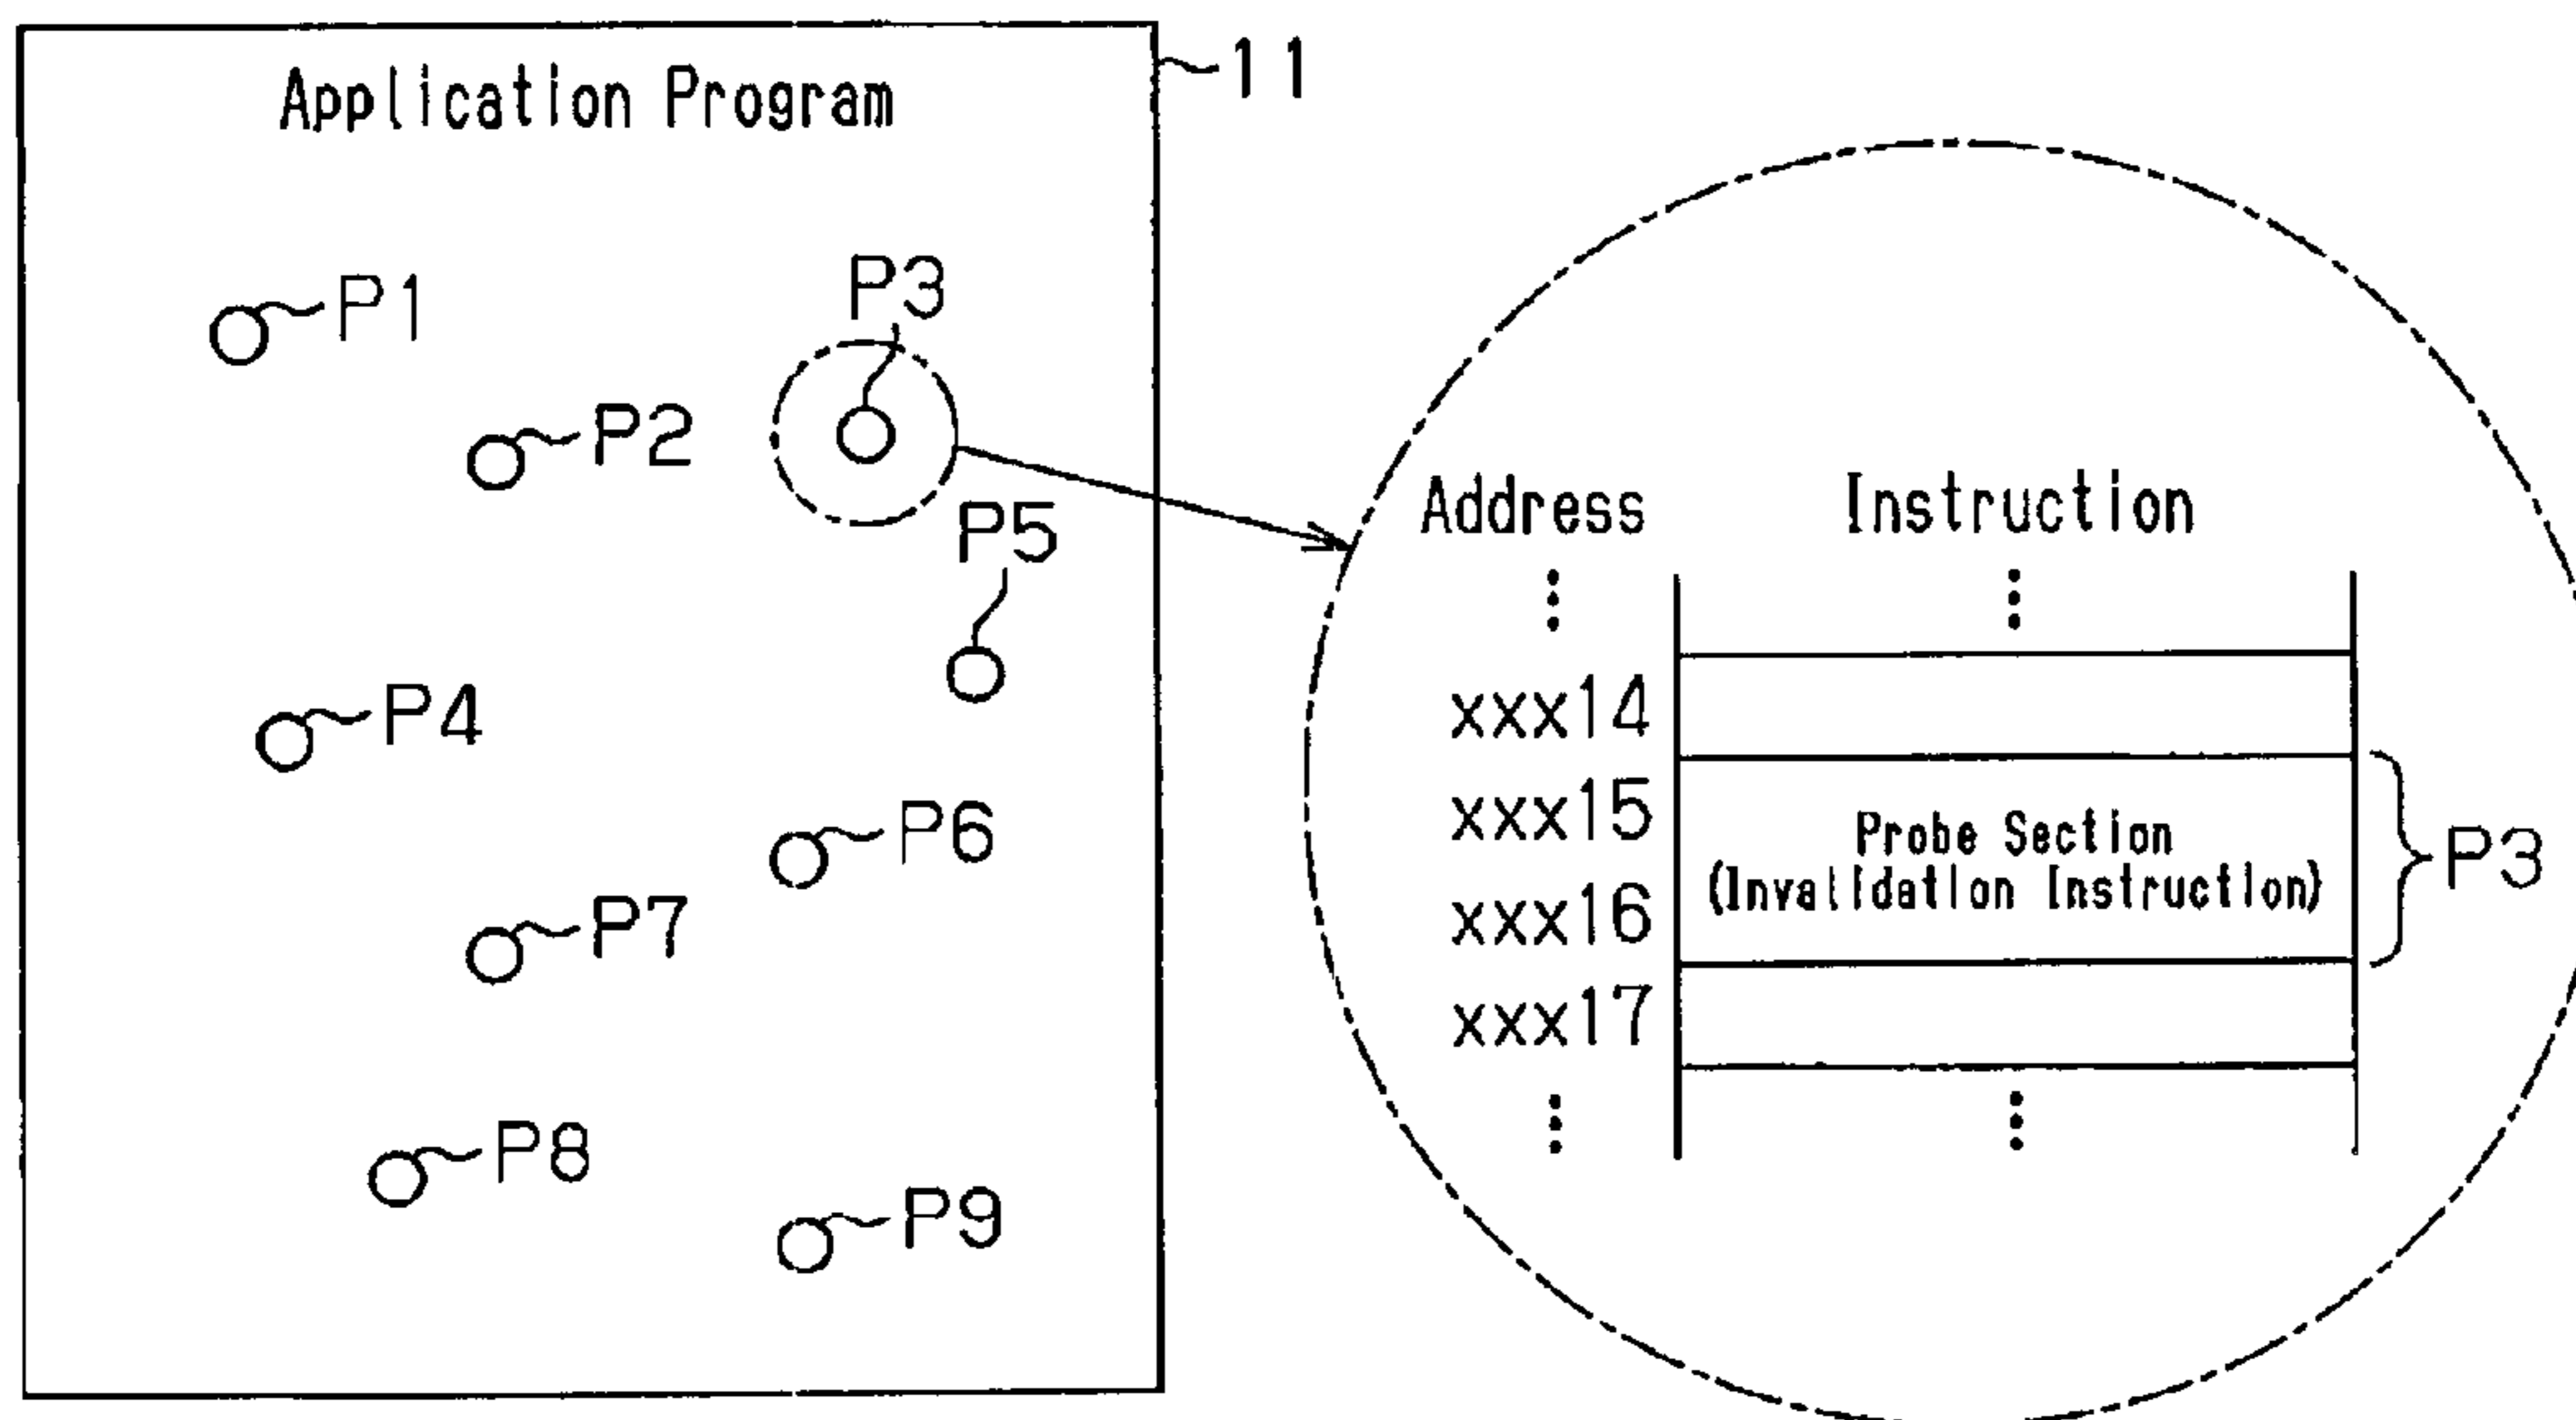 Application Program
11
P1
P3
P2
P5
P4
P6
P7
P8
P9
Address Instruction
xxx14
xxx15
Probe Section
(Invalidation Instruction)
P3
xxx16
xxx17